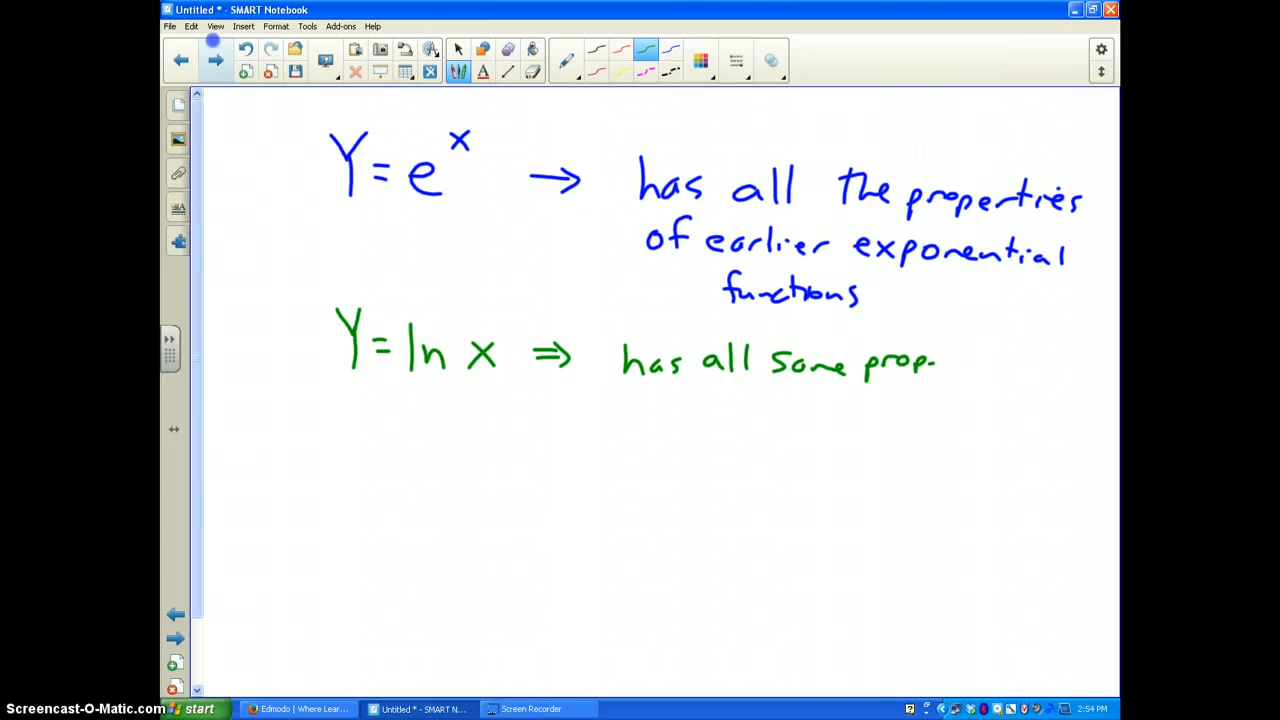 Untitled * - SMART Notebook
File Edit View Insert Format Tools Add-ons Help
Y = e^x → has all the properties
of earlier exponential
functions
Y = ln x ⇒ has all same prop.
Screencast-O-Matic.com
start
Edmodo | Where Lear...
Untitled * - SMART N...
Screen Recorder
2:54 PM